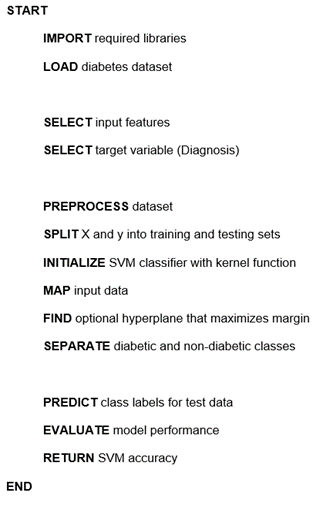 START
IMPORT required libraries
LOAD diabetes dataset
SELECT input features
SELECT target variable (Diagnosis)
PREPROCESS dataset
SPLIT X and y into training and testing sets
INITIALIZE SVM classifier with kernel function
MAP input data
FIND optional hyperplane that maximizes margin
SEPARATE diabetic and non-diabetic classes
PREDICT class labels for test data
EVALUATE model performance
RETURN SVM accuracy
END